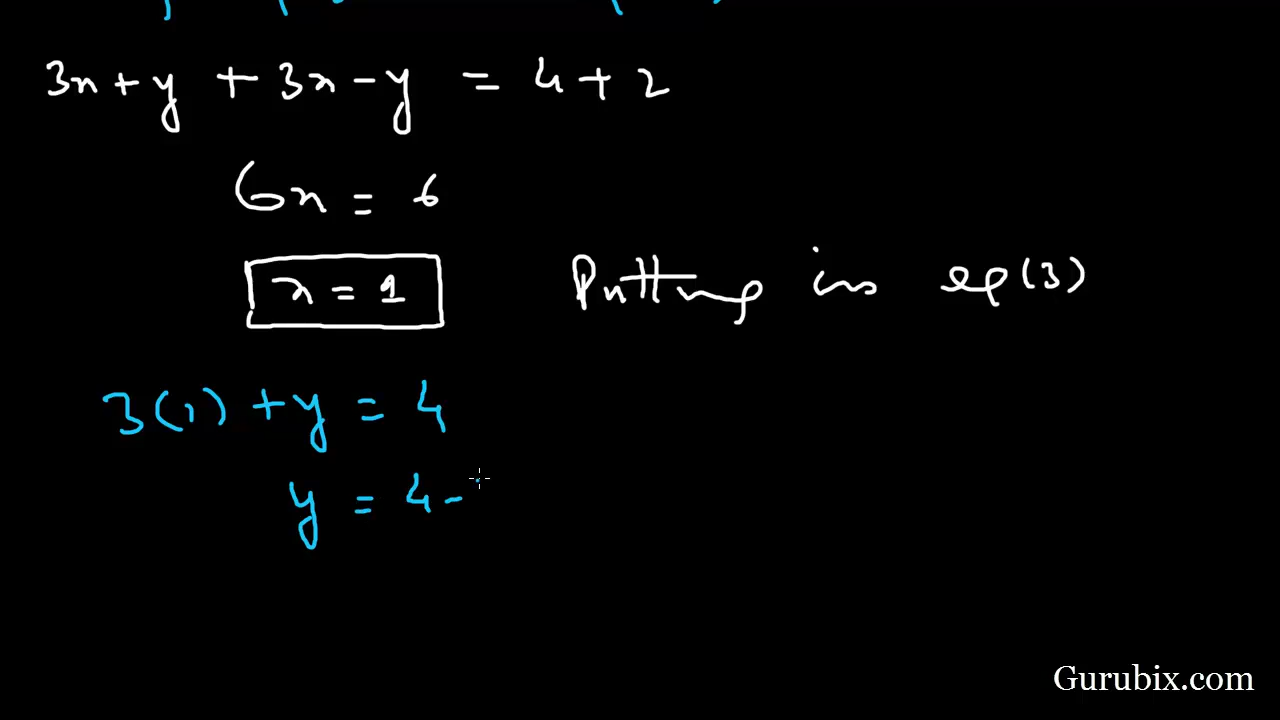 3x + y + 3x - y = 4 + 2
6x = 6
x = 1 Putting in eq(3)
3(1) + y = 4
y = 4 -
Gurubix.com